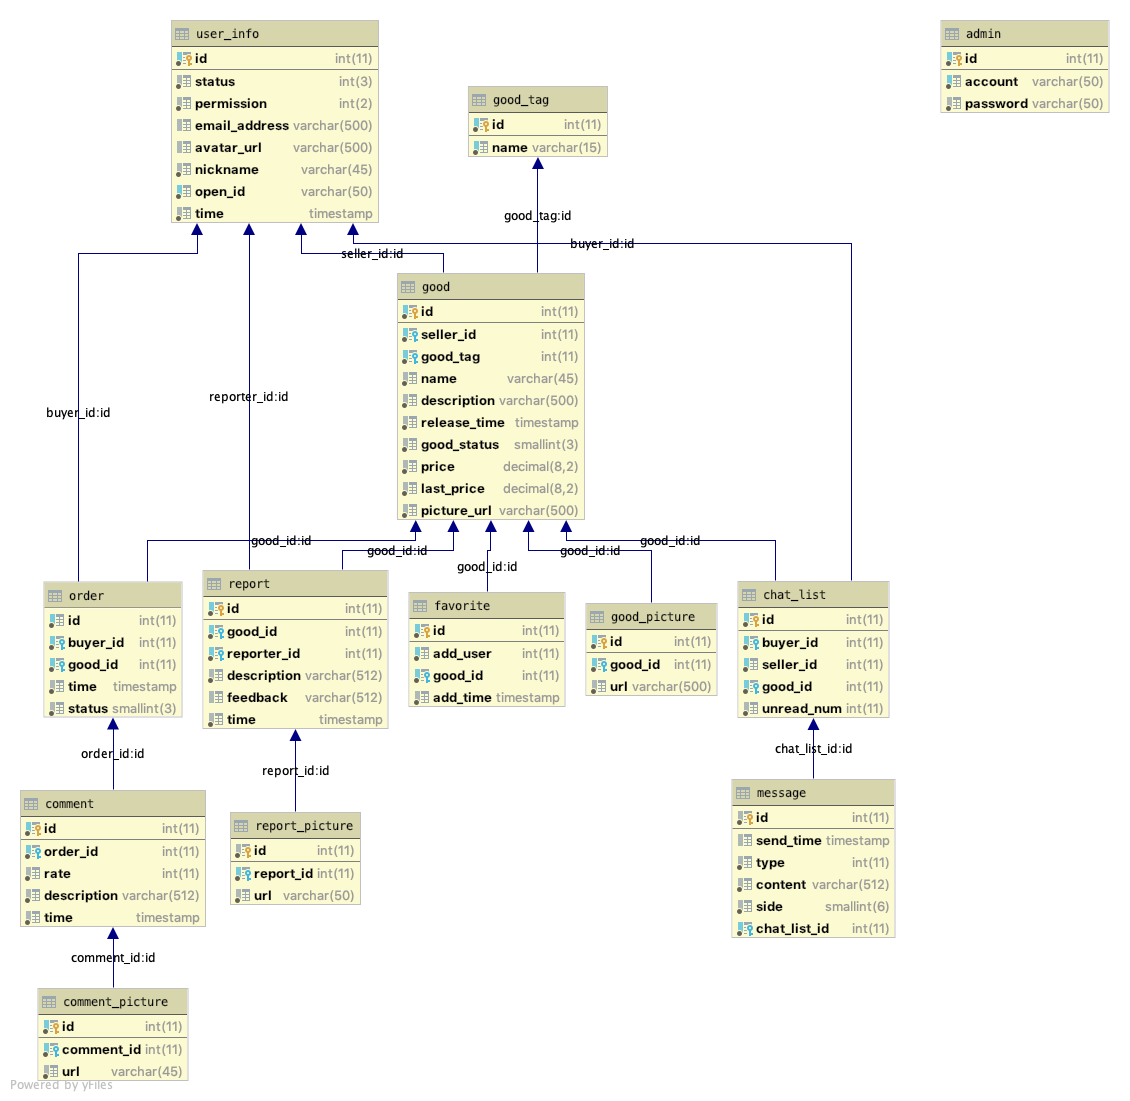 user_info
id int(11)
status int(3)
permission int(2)
email_address varchar(500)
avatar_url varchar(500)
nickname varchar(45)
open_id varchar(50)
time timestamp
admin
id int(11)
account varchar(50)
password varchar(50)
good_tag
id int(11)
name varchar(15)
good_tag:id
seller_id:id
buyer_id:id
good
id int(11)
seller_id int(11)
good_tag int(11)
name varchar(45)
description varchar(500)
release_time timestamp
good_status smallint(3)
price decimal(8,2)
last_price decimal(8,2)
picture_url varchar(500)
reporter_id:id
buyer_id:id
good_id:id
good_id:id
good_id:id
good_id:id
good_id:id
order
id int(11)
buyer_id int(11)
good_id int(11)
time timestamp
status smallint(3)
report
id int(11)
good_id int(11)
reporter_id int(11)
description varchar(512)
feedback varchar(512)
time timestamp
favorite
id int(11)
add_user int(11)
good_id int(11)
add_time timestamp
good_picture
id int(11)
good_id int(11)
url varchar(500)
chat_list
id int(11)
buyer_id int(11)
seller_id int(11)
good_id int(11)
unread_num int(11)
order_id:id
report_id:id
chat_list_id:id
comment
id int(11)
order_id int(11)
rate int(11)
description varchar(512)
time timestamp
report_picture
id int(11)
report_id int(11)
url varchar(50)
message
id int(11)
send_time timestamp
type int(11)
content varchar(512)
side smallint(6)
chat_list_id int(11)
comment_id:id
comment_picture
id int(11)
comment_id int(11)
url varchar(45)
Powered by yFiles